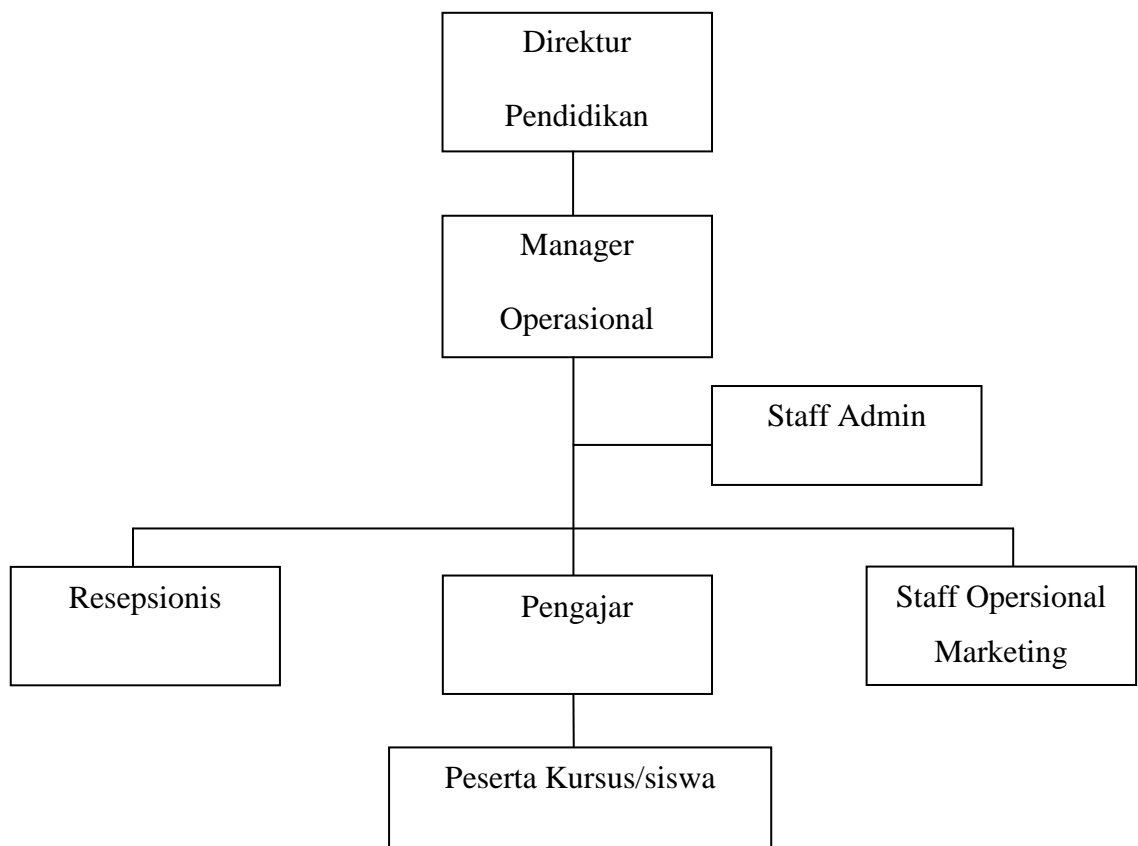 Direktur
Pendidikan
Manager
Operasional
Staff Admin
Resepsionis
Pengajar
Staff Opersional
Marketing
Peserta Kursus/siswa